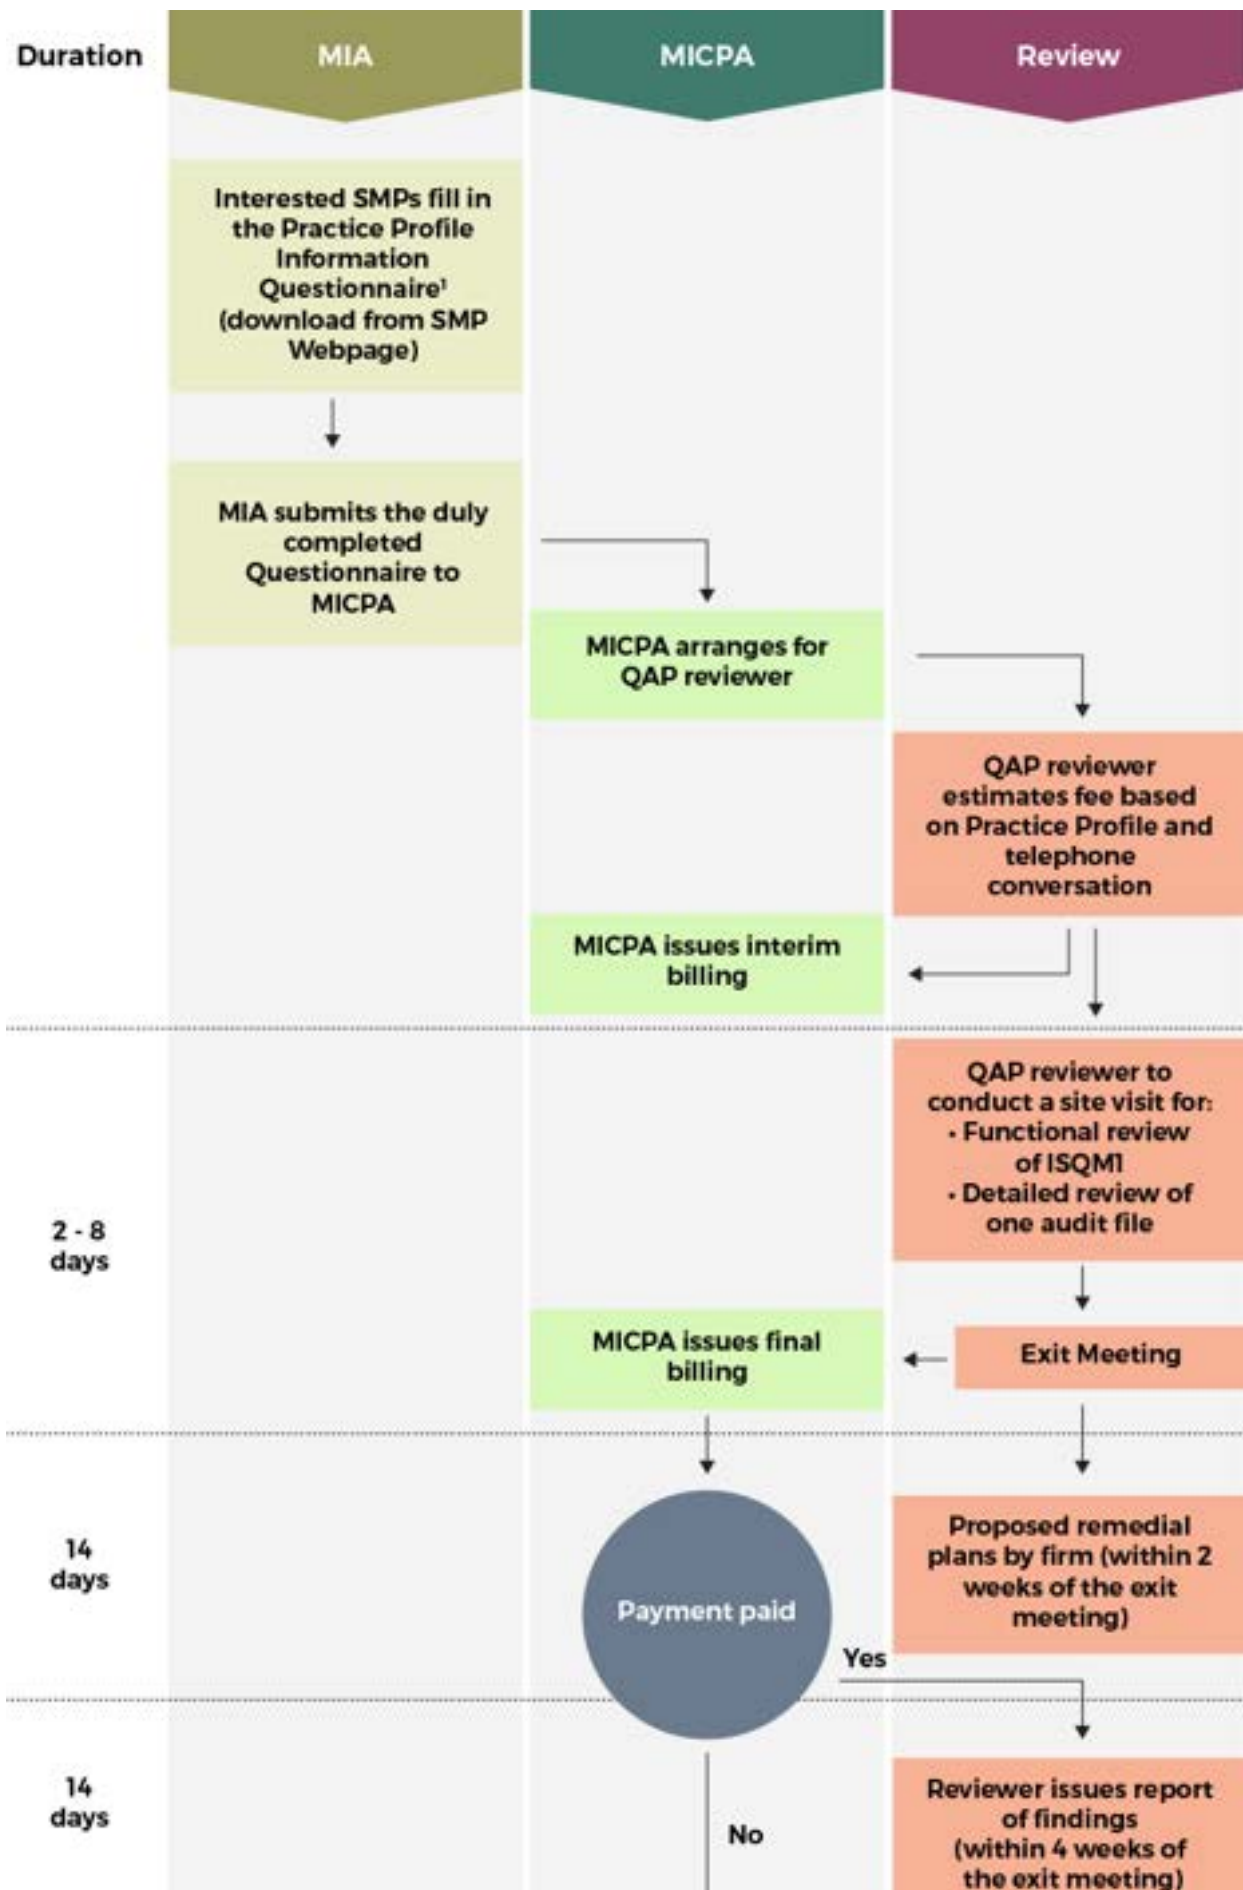 Duration
MIA
MICPA
Review
Interested SMPs fill in
the Practice Profile
Information
Questionnaire¹
(download from SMP
Webpage)
MIA submits the duly
completed
Questionnaire to
MICPA
MICPA arranges for
QAP reviewer
QAP reviewer
estimates fee based
on Practice Profile and
telephone
conversation
MICPA issues interim
billing
2 - 8
days
QAP reviewer to
conduct a site visit for:
• Functional review
of ISQM1
• Detailed review of
one audit file
MICPA issues final
billing
Exit Meeting
14
days
Payment paid
Proposed remedial
plans by firm (within 2
weeks of the exit
meeting)
Yes
14
days
No
Reviewer issues report
of findings
(within 4 weeks of
the exit meeting)